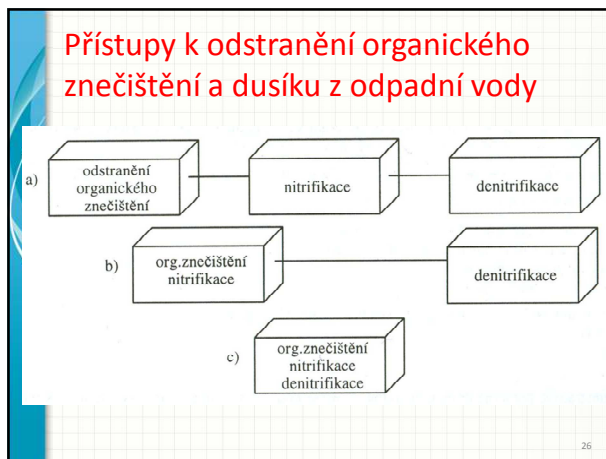 Přístupy k odstranění organického
znečištění a dusíku z odpadní vody
a)
odstranění
organického
znečištění
nitrifikace
denitrifikace
b)
org.znečištění
nitrifikace
denitrifikace
c)
org.znečištění
nitrifikace
denitrifikace
26